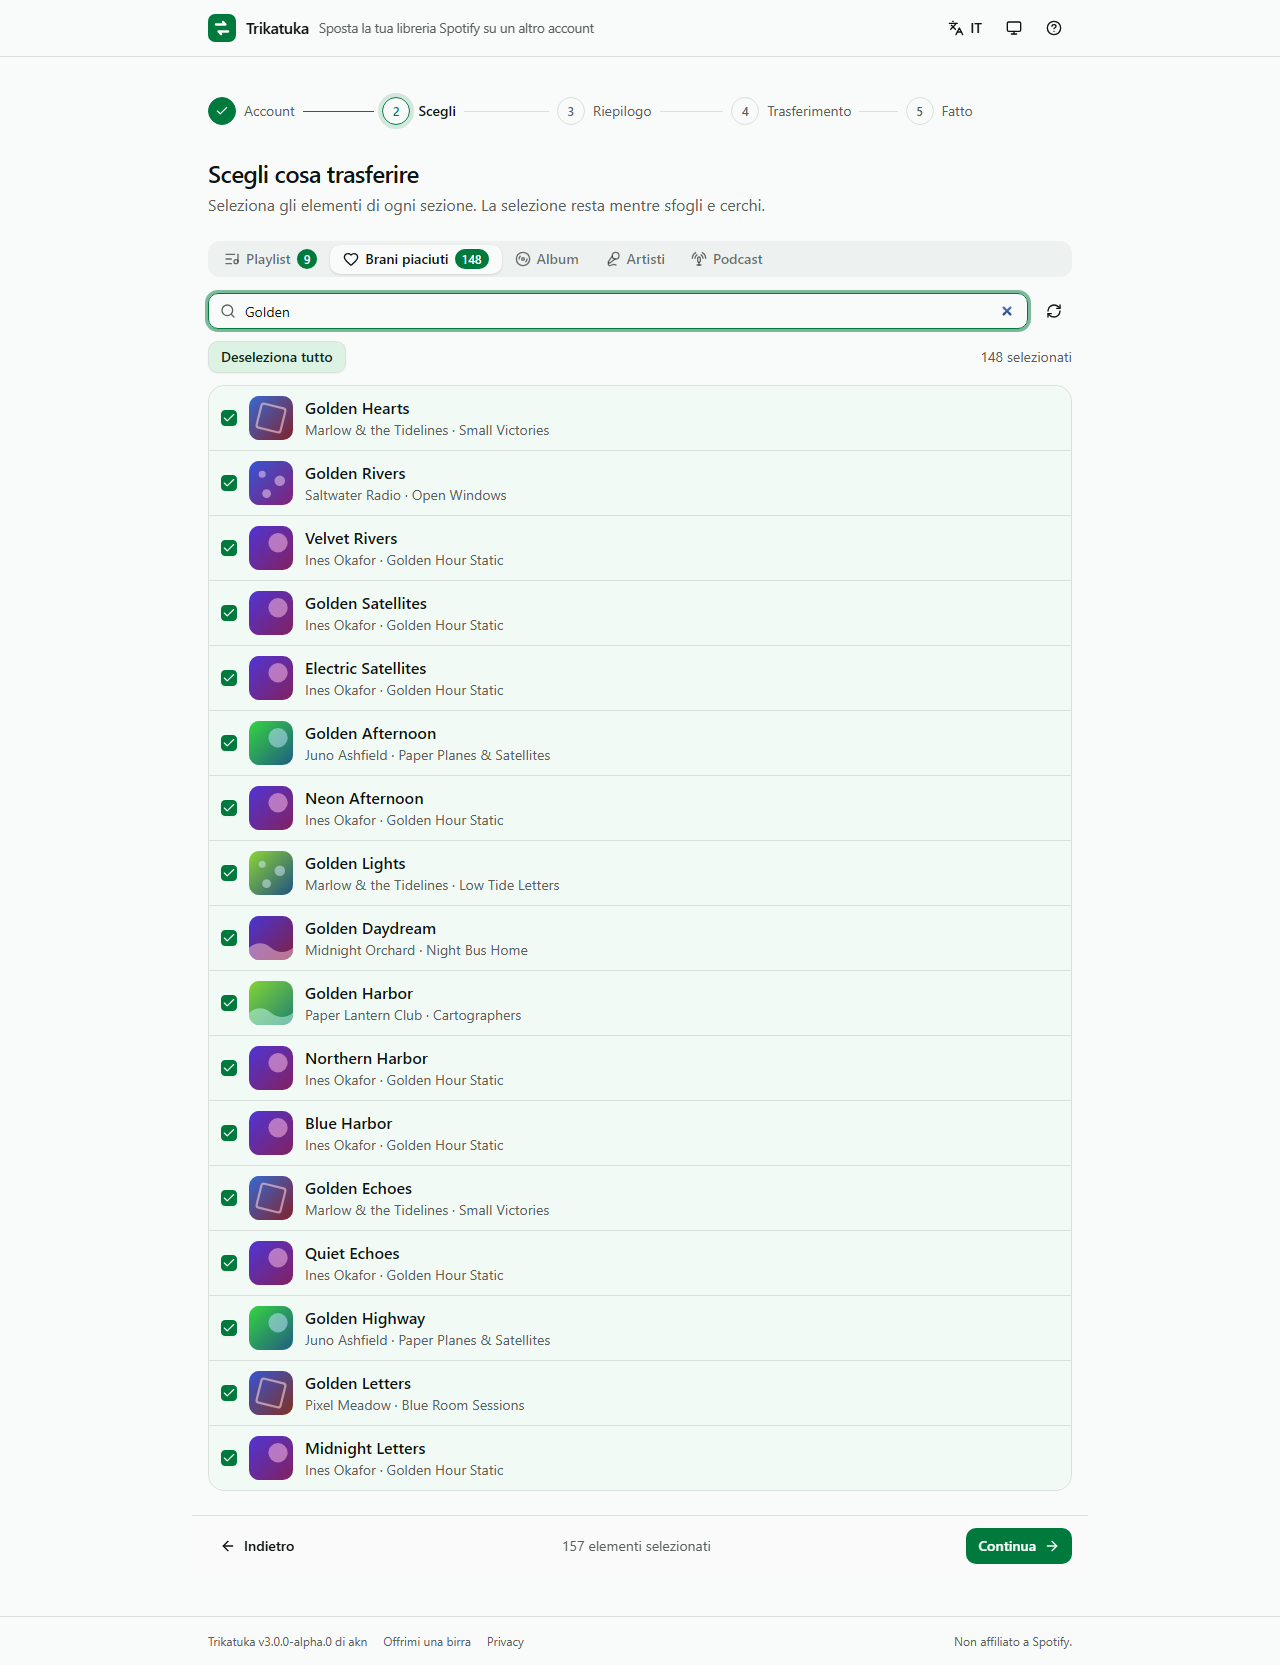 Trikatuka Sposta la tua libreria Spotify su un altro account IT
Account 2 Scegli 3 Riepilogo 4 Trasferimento 5 Fatto
Scegli cosa trasferire
Seleziona gli elementi di ogni sezione. La selezione resta mentre sfogli e cerchi.
Playlist 9 Brani piaciuti 148 Album Artisti Podcast
Golden
Deseleziona tutto 148 selezionati
Golden Hearts
Marlow & the Tidelines · Small Victories
Golden Rivers
Saltwater Radio · Open Windows
Velvet Rivers
Ines Okafor · Golden Hour Static
Golden Satellites
Ines Okafor · Golden Hour Static
Electric Satellites
Ines Okafor · Golden Hour Static
Golden Afternoon
Juno Ashfield · Paper Planes & Satellites
Neon Afternoon
Ines Okafor · Golden Hour Static
Golden Lights
Marlow & the Tidelines · Low Tide Letters
Golden Daydream
Midnight Orchard · Night Bus Home
Golden Harbor
Paper Lantern Club · Cartographers
Northern Harbor
Ines Okafor · Golden Hour Static
Blue Harbor
Ines Okafor · Golden Hour Static
Golden Echoes
Marlow & the Tidelines · Small Victories
Quiet Echoes
Ines Okafor · Golden Hour Static
Golden Highway
Juno Ashfield · Paper Planes & Satellites
Golden Letters
Pixel Meadow · Blue Room Sessions
Midnight Letters
Ines Okafor · Golden Hour Static
Indietro 157 elementi selezionati Continua
Trikatuka v3.0.0-alpha.0 di akn Offrimi una birra Privacy Non affiliato a Spotify.